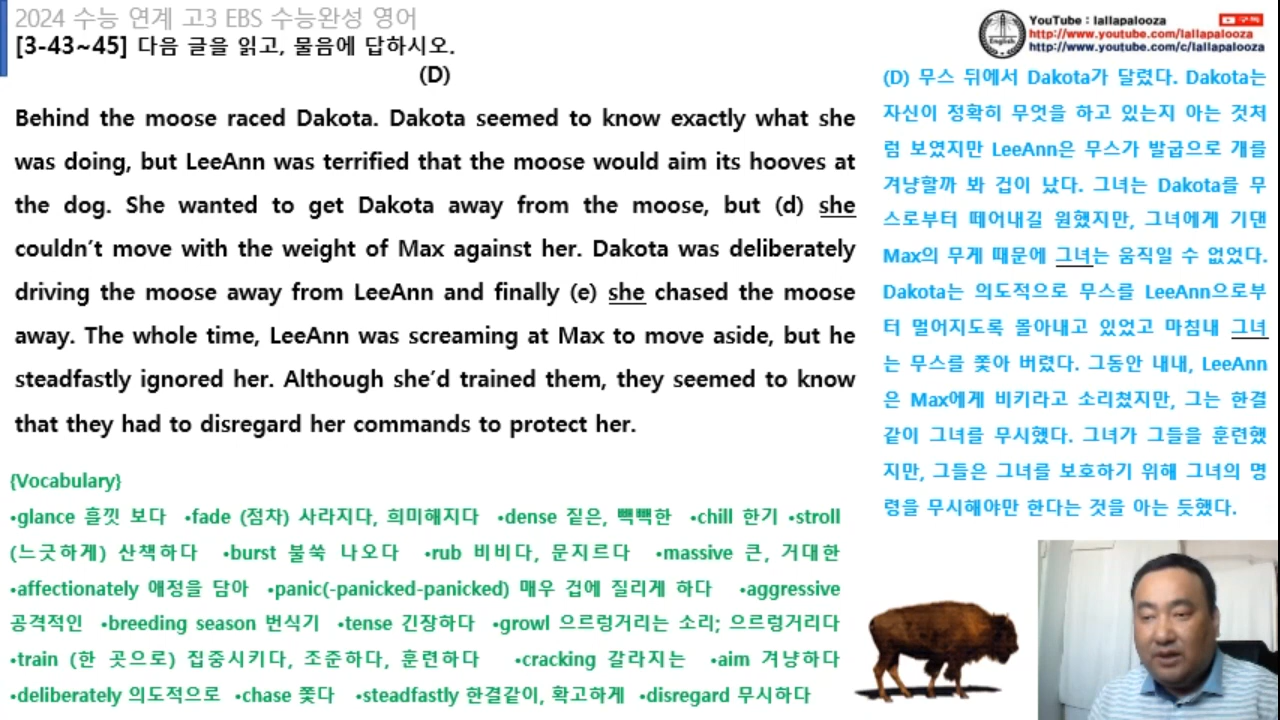 2024 수능 연계 고3 EBS 수능완성 영어
[3-43~45] 다음 글을 읽고, 물음에 답하시오.
(D)
Behind the moose raced Dakota. Dakota seemed to know exactly what she
was doing, but LeeAnn was terrified that the moose would aim its hooves at
the dog. She wanted to get Dakota away from the moose, but (d) she
couldn't move with the weight of Max against her. Dakota was deliberately
driving the moose away from LeeAnn and finally (e) she chased the moose
away. The whole time, LeeAnn was screaming at Max to move aside, but he
steadfastly ignored her. Although she'd trained them, they seemed to know
that they had to disregard her commands to protect her.
{Vocabulary}
•glance 흘낏 보다 •fade (점차) 사라지다, 희미해지다 •dense 짙은, 빽빽한 •chill 한기 •stroll
(느긋하게) 산책하다 •burst 불쑥 나오다 •rub 비비다, 문지르다 •massive 큰, 거대한
•affectionately 애정을 담아 •panic(-panicked-panicked) 매우 겁에 질리게 하다 •aggressive
공격적인 •breeding season 번식기 •tense 긴장하다 •growl 으르렁거리는 소리; 으르렁거리다
•train (한 곳으로) 집중시키다, 조준하다, 훈련하다 •cracking 갈라지는 •aim 겨냥하다
•deliberately 의도적으로 •chase 쫓다 •steadfastly 한결같이, 확고하게 •disregard 무시하다
English
YouTube : lallapalooza
구독
http://www.youtube.com/lallapalooza
http://www.youtube.com/c/lallapalooza
(D) 무스 뒤에서 Dakota가 달렸다. Dakota는
자신이 정확히 무엇을 하고 있는지 아는 것처
럼 보였지만 LeeAnn은 무스가 발굽으로 개를
겨냥할까 봐 겁이 났다. 그녀는 Dakota를 무
스로부터 떼어내길 원했지만, 그녀에게 기댄
Max의 무게 때문에 그녀는 움직일 수 없었다.
Dakota는 의도적으로 무스를 LeeAnn으로부
터 멀어지도록 몰아내고 있었고 마침내 그녀
는 무스를 쫓아 버렸다. 그동안 내내, LeeAnn
은 Max에게 비키라고 소리쳤지만, 그는 한결
같이 그녀를 무시했다. 그녀가 그들을 훈련했
지만, 그들은 그녀를 보호하기 위해 그녀의 명
령을 무시해야만 한다는 것을 아는 듯했다.